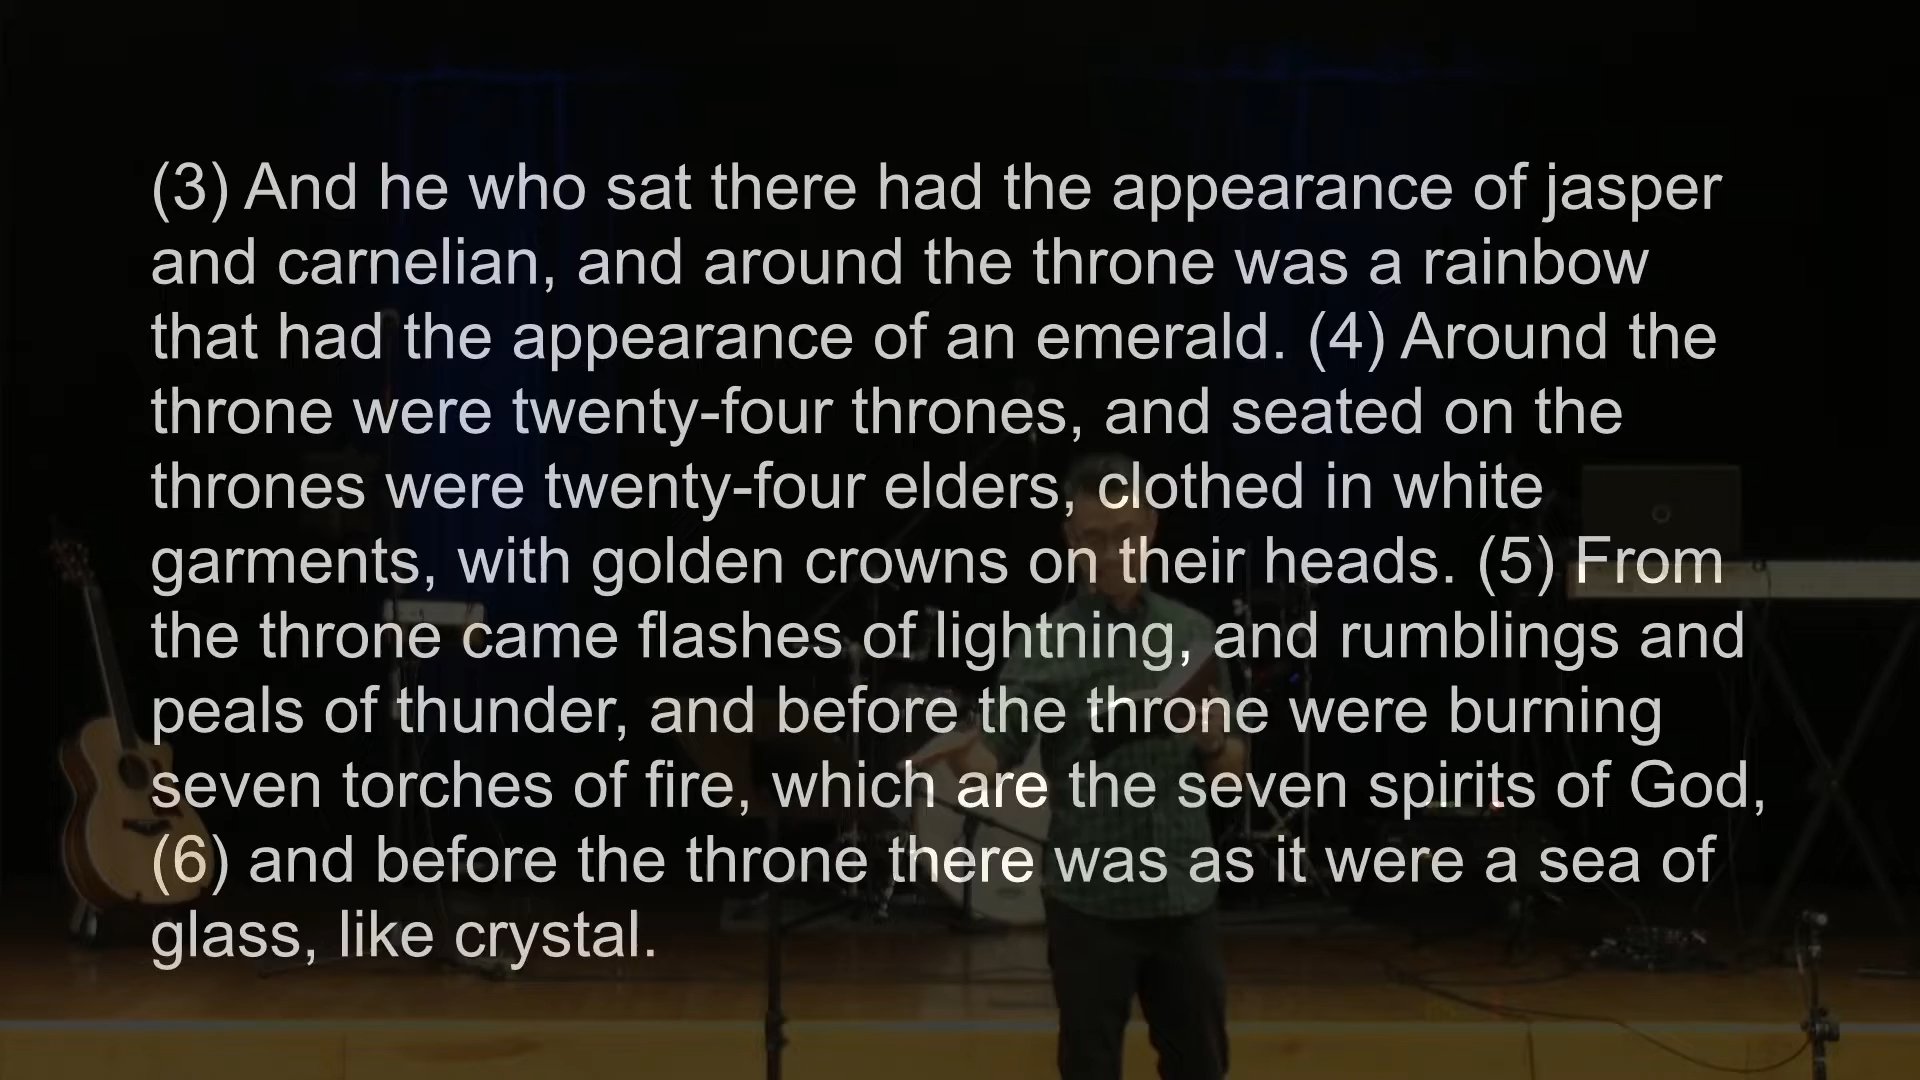 (3) And he who sat there had the appearance of jasper
and carnelian, and around the throne was a rainbow
that had the appearance of an emerald. (4) Around the
throne were twenty-four thrones, and seated on the
thrones were twenty-four elders, clothed in white
garments, with golden crowns on their heads. (5) From
the throne came flashes of lightning, and rumblings and
peals of thunder, and before the throne were burning
seven torches of fire, which are the seven spirits of God,
(6) and before the throne there was as it were a sea of
glass, like crystal.